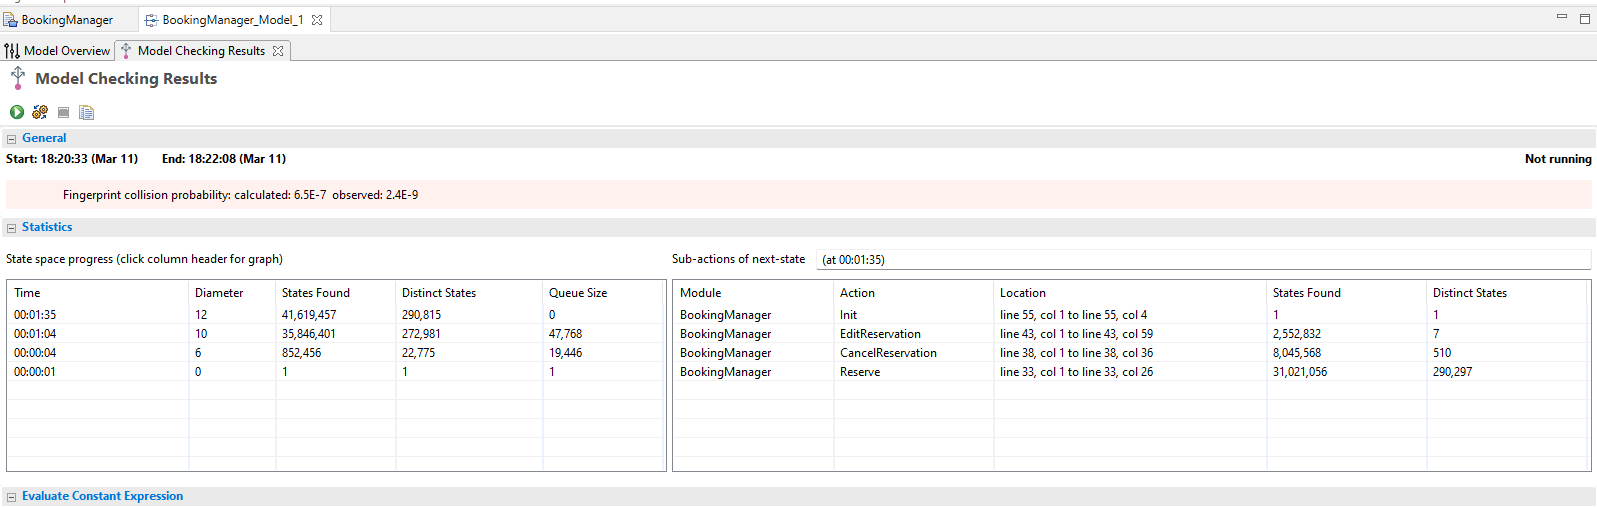 BookingManager BookingManager_Model_1
Model Overview Model Checking Results
Model Checking Results
General
Start: 18:20:33 (Mar 11) End: 18:22:08 (Mar 11) Not running
Fingerprint collision probability: calculated: 6.5E-7 observed: 2.4E-9
Statistics
State space progress (click column header for graph) Sub-actions of next-state (at 00:01:35)
Time Diameter States Found Distinct States Queue Size Module Action Location States Found Distinct States
00:01:35 12 41,619,457 290,815 0 BookingManager Init line 55, col 1 to line 55, col 4 1 1
00:01:04 10 35,846,401 272,981 47,768 BookingManager EditReservation line 43, col 1 to line 43, col 59 2,552,832 7
00:00:04 6 852,456 22,775 19,446 BookingManager CancelReservation line 38, col 1 to line 38, col 36 8,045,568 510
00:00:01 0 1 1 1 BookingManager Reserve line 33, col 1 to line 33, col 26 31,021,056 290,297
Evaluate Constant Expression